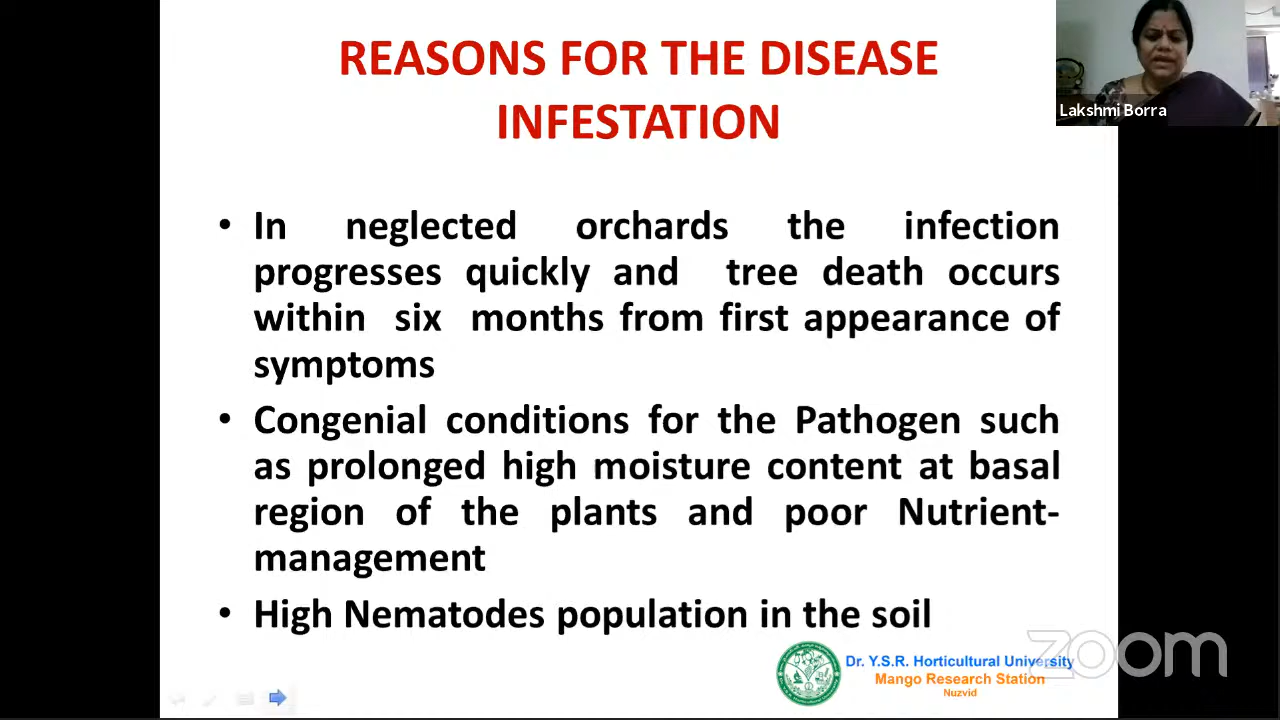 REASONS FOR THE DISEASE
INFESTATION
Lakshmi Borra
• In neglected orchards the infection
progresses quickly and tree death occurs
within six months from first appearance of
symptoms
• Congenial conditions for the Pathogen such
as prolonged high moisture content at basal
region of the plants and poor Nutrient-
management
• High Nematodes population in the soil
Dr. Y.S.R. Horticultural University
Mango Research Station
Nuzvid
zoom